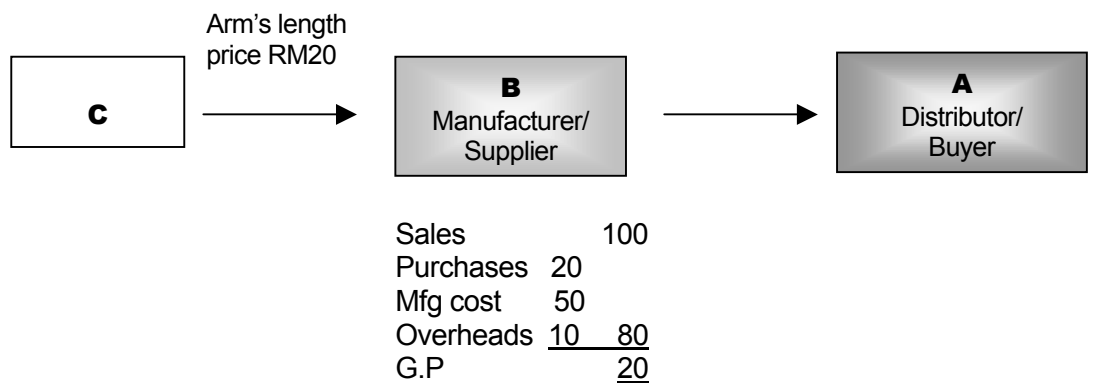 Arm's length
price RM20
C
B
Manufacturer/
Supplier
A
Distributor/
Buyer
Sales 100
Purchases 20
Mfg cost 50
Overheads 10 80
G.P 20